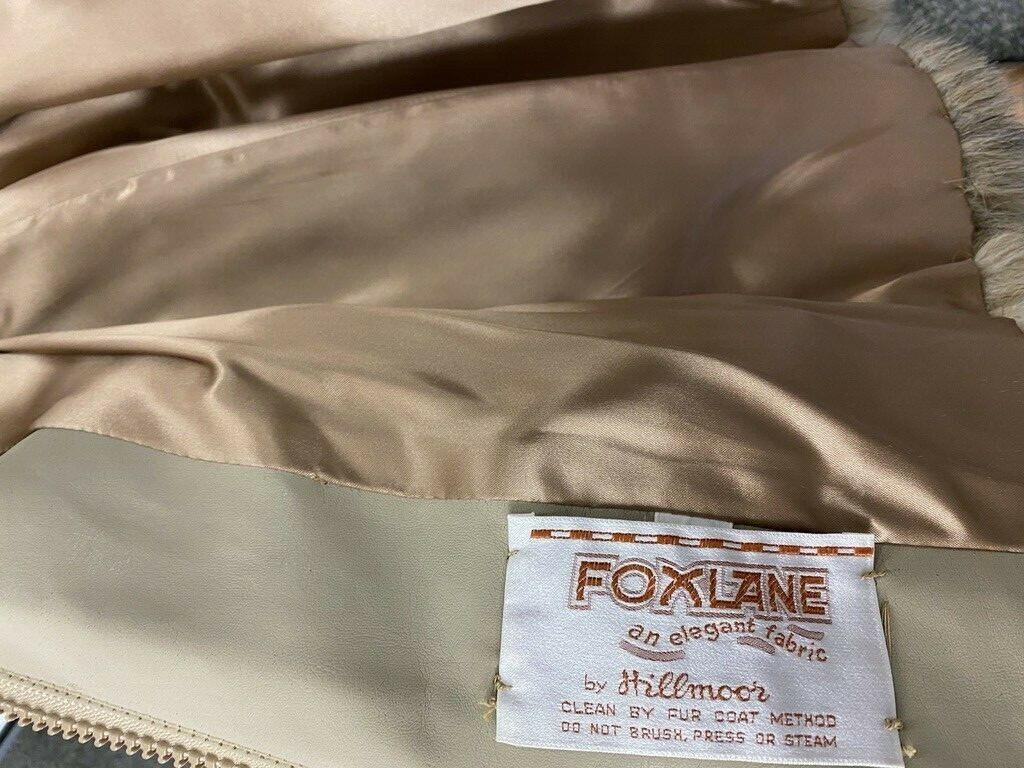 FOXLANE
an elegant fabric
by Hillmoor
CLEAN BY FUR COAT METHOD
DO NOT BRUSH, PRESS OR STEAM